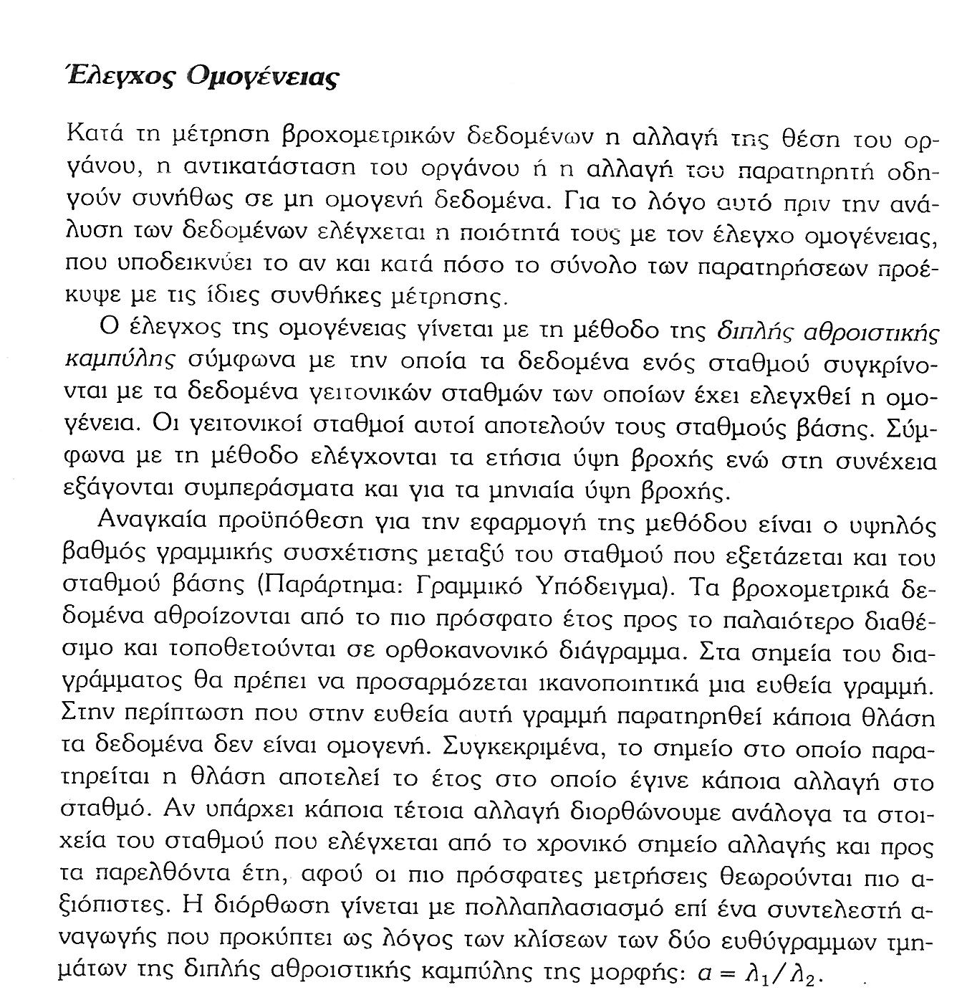 Έλεγχος Ομογένειας
Κατά τη μέτρηση βροχομετρικών δεδομένων η αλλαγή της θέση του ορ-
γάνου, η αντικατάσταση του οργάνου ή η αλλαγή του παρατηρητή οδη-
γούν συνήθως σε μη ομογενή δεδομένα. Για το λόγο αυτό πριν την ανά-
λυση των δεδομένων ελέγχεται η ποιότητά τους με τον έλεγχο ομογένειας,
που υποδεικνύει το αν και κατά πόσο το σύνολο των παρατηρήσεων προέ-
κυψε με τις ίδιες συνθήκες μέτρησης.
Ο έλεγχος της ομογένειας γίνεται με τη μέθοδο της διπλής αθροιστικής
καμπύλης σύμφωνα με την οποία τα δεδομένα ενός σταθμού συγκρίνο-
νται με τα δεδομένα γειτονικών σταθμών των οποίων έχει ελεγχθεί η ομο-
γένεια. Οι γειτονικοί σταθμοί αυτοί αποτελούν τους σταθμούς βάσης. Σύμ-
φωνα με τη μέθοδο ελέγχονται τα ετήσια ύψη βροχής ενώ στη συνέχεια
εξάγονται συμπεράσματα και για τα μηνιαία ύψη βροχής.
Αναγκαία προϋπόθεση για την εφαρμογή της μεθόδου είναι ο υψηλός
βαθμός γραμμικής συσχέτισης μεταξύ του σταθμού που εξετάζεται και του
σταθμού βάσης (Παράρτημα: Γραμμικό Υπόδειγμα). Τα βροχομετρικά δε-
δομένα αθροίζονται από το πιο πρόσφατο έτος προς το παλαιότερο διαθέ-
σιμο και τοποθετούνται σε ορθοκανονικό διάγραμμα. Στα σημεία του δια-
γράμματος θα πρέπει να προσαρμόζεται ικανοποιητικά μια ευθεία γραμμή.
Στην περίπτωση που στην ευθεία αυτή γραμμή παρατηρηθεί κάποια θλάση
τα δεδομένα δεν είναι ομογενή. Συγκεκριμένα, το σημείο στο οποίο παρα-
τηρείται η θλάση αποτελεί το έτος στο οποίο έγινε κάποια αλλαγή στο
σταθμό. Αν υπάρχει κάποια τέτοια αλλαγή διορθώνουμε ανάλογα τα στοι-
χεία του σταθμού που ελέγχεται από το χρονικό σημείο αλλαγής και προς
τα παρελθόντα έτη, αφού οι πιο πρόσφατες μετρήσεις θεωρούνται πιο α-
ξιόπιστες. Η διόρθωση γίνεται με πολλαπλασιασμό επί ένα συντελεστή α-
ναγωγής που προκύπτει ως λόγος των κλίσεων των δύο ευθύγραμμων τμη-
μάτων της διπλής αθροιστικής καμπύλης της μορφής: α = λ₁/λ₂.